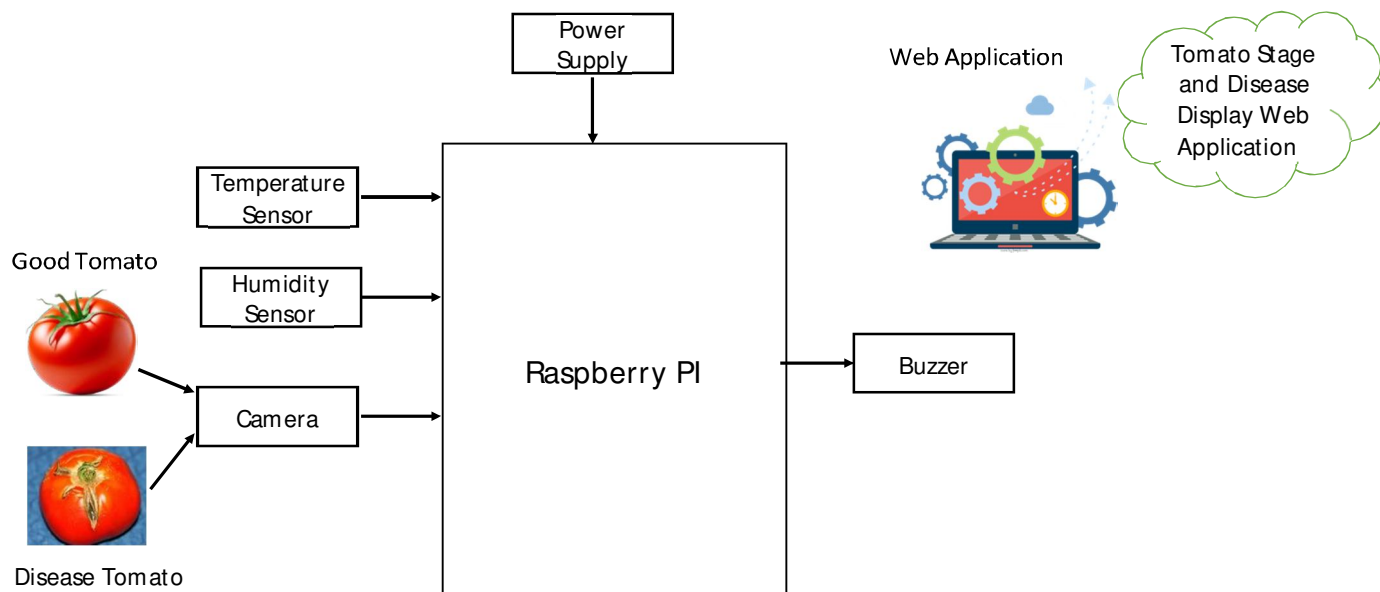 Power
Supply
Web Application
Tomato Stage
and Disease
Display Web
Application
Temperature
Sensor
Good Tomato
Humidity
Sensor
Raspberry PI
Buzzer
Camera
Disease Tomato